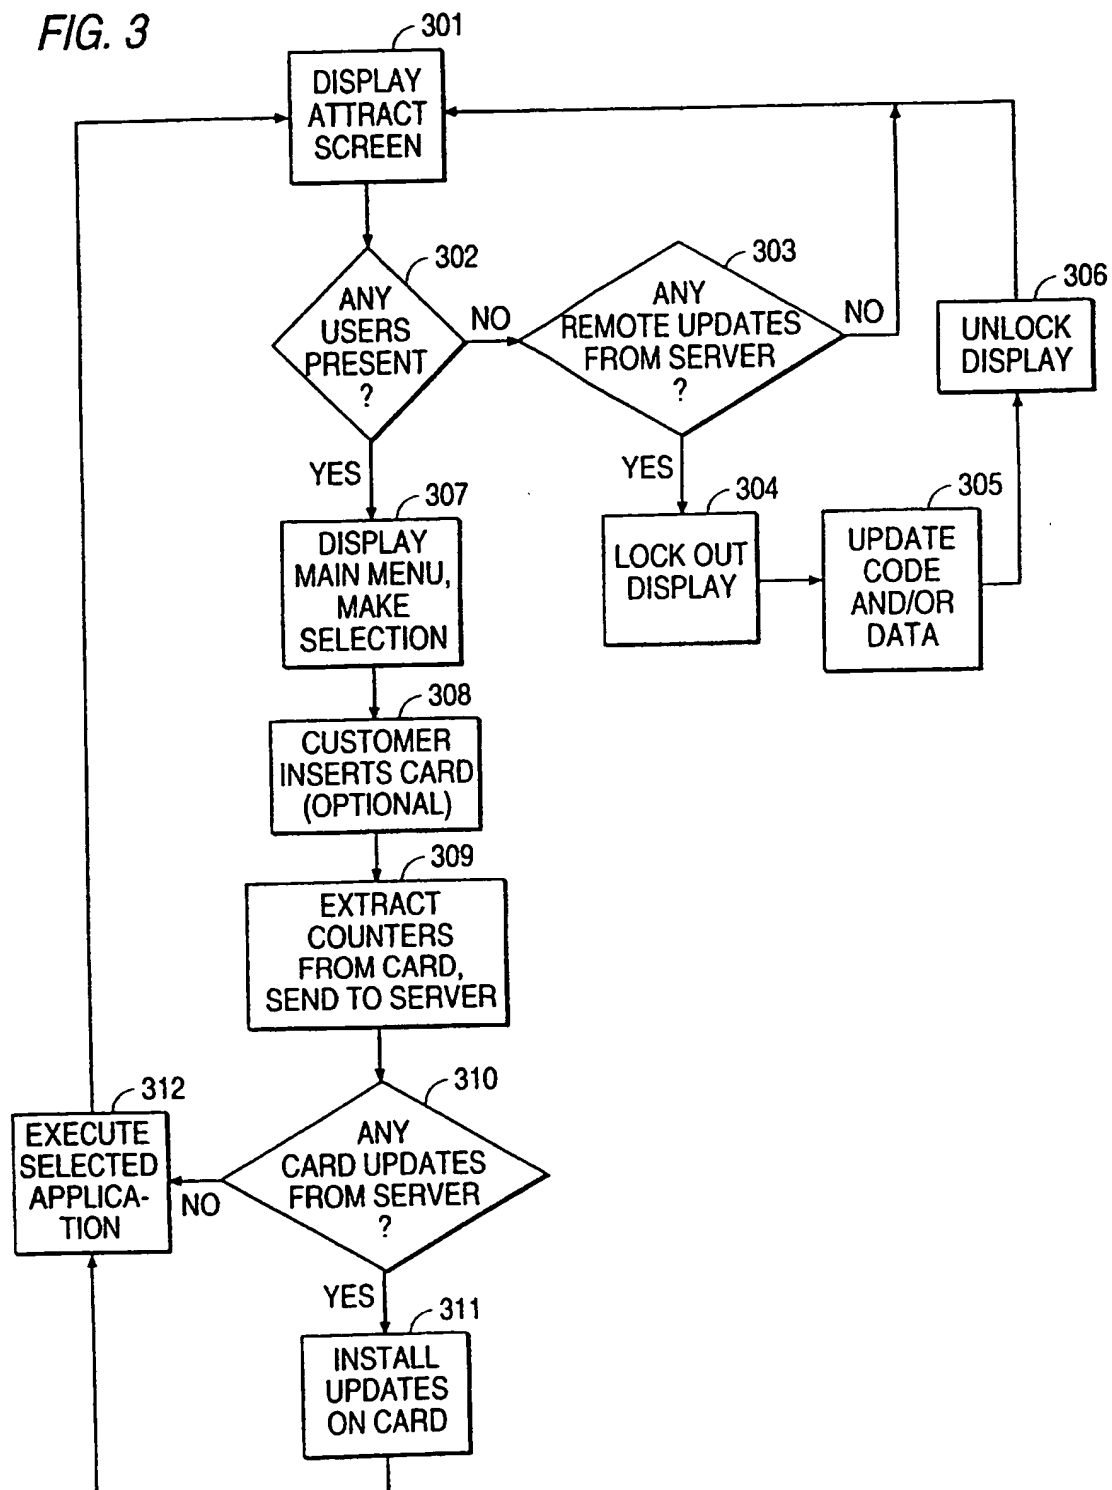 FIG. 3
301
DISPLAY
ATTRACT
SCREEN
302
ANY
USERS
PRESENT
?
NO
YES
303
ANY
REMOTE UPDATES
FROM SERVER
?
NO
YES
304
LOCK OUT
DISPLAY
305
UPDATE
CODE
AND/OR
DATA
306
UNLOCK
DISPLAY
307
DISPLAY
MAIN MENU,
MAKE
SELECTION
308
CUSTOMER
INSERTS CARD
(OPTIONAL)
309
EXTRACT
COUNTERS
FROM CARD,
SEND TO SERVER
310
ANY
CARD UPDATES
FROM SERVER
?
NO
YES
311
INSTALL
UPDATES
ON CARD
312
EXECUTE
SELECTED
APPLICA-
TION